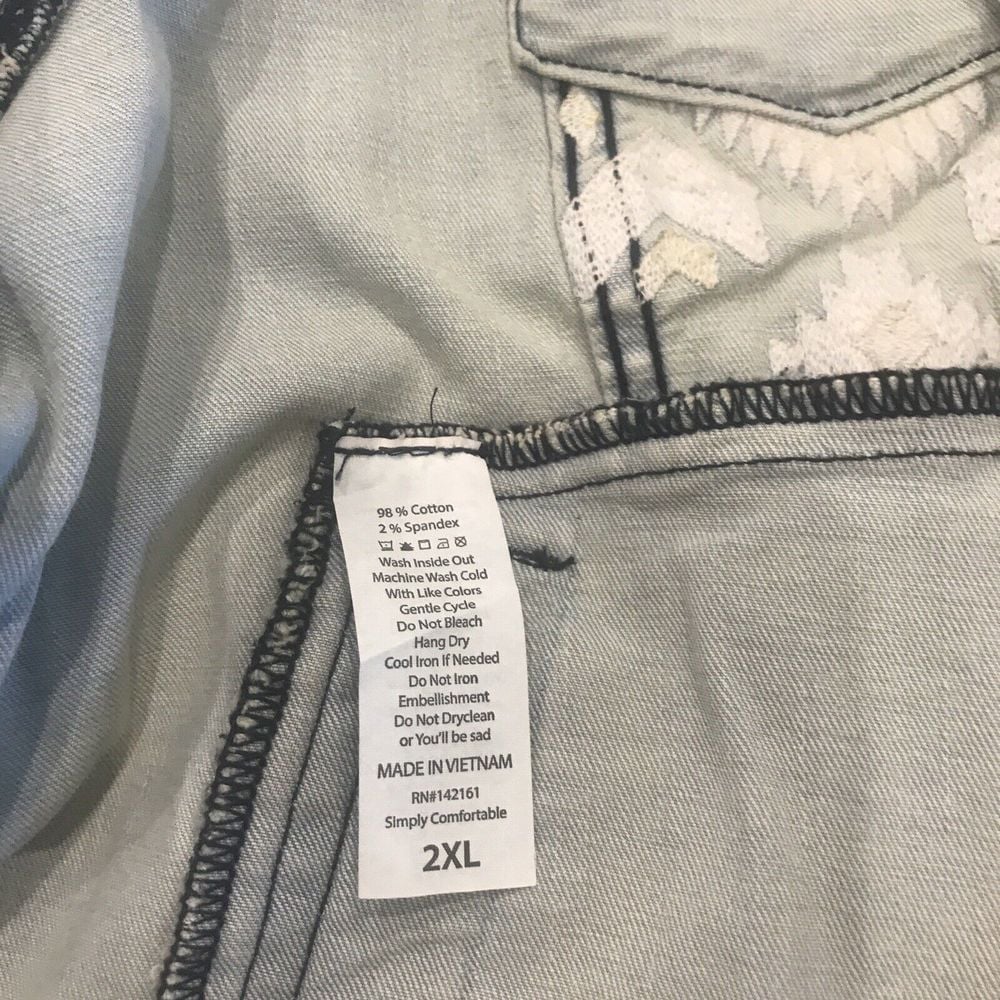 98 % Cotton
2 % Spandex
Wash Inside Out
Machine Wash Cold
With Like Colors
Gentle Cycle
Do Not Bleach
Hang Dry
Cool Iron If Needed
Do Not Iron
Embellishment
Do Not Dryclean
or You'll be sad
MADE IN VIETNAM
RN#142161
Simply Comfortable
2XL